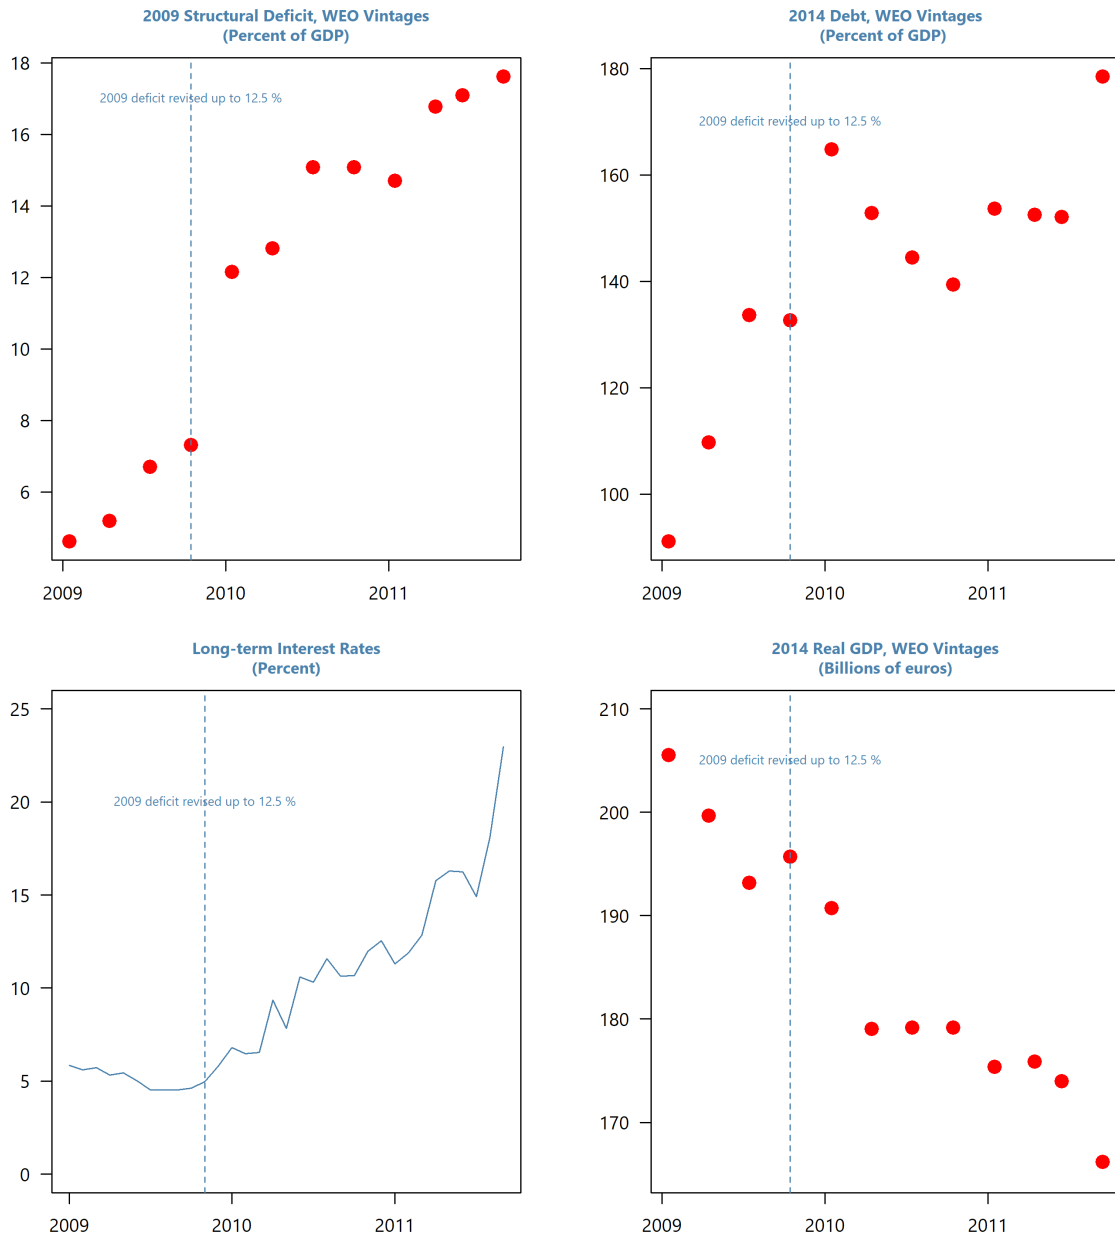 2009 Structural Deficit, WEO Vintages
(Percent of GDP)
18
16
14
12
10
8
6
2009 deficit revised up to 12.5 %
2009 2010 2011
2014 Debt, WEO Vintages
(Percent of GDP)
180
160
140
120
100
2009 deficit revised up to 12.5 %
2009 2010 2011
Long-term Interest Rates
(Percent)
25
20
15
10
5
0
2009 deficit revised up to 12.5 %
2009 2010 2011
2014 Real GDP, WEO Vintages
(Billions of euros)
210
200
190
180
170
2009 deficit revised up to 12.5 %
2009 2010 2011